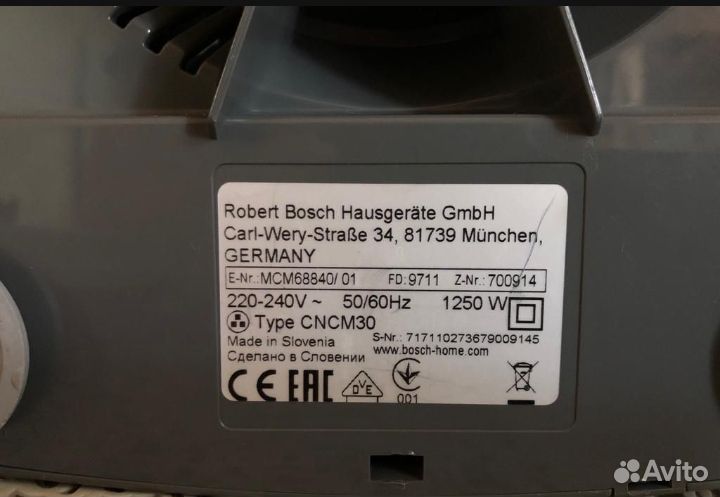 Robert Bosch Hausgeräte GmbH
Carl-Wery-Straße 34, 81739 München,
GERMANY
E-Nr.: MCM68840/ 01 FD: 9711 Z-Nr.: 700914
220-240V ~ 50/60Hz 1250 W
Type CNCM30
S-Nr.: 717110273679009145
Made in Slovenia
www.bosch-home.com
Сделано в Словении
CE EAC DVE
001
Avito